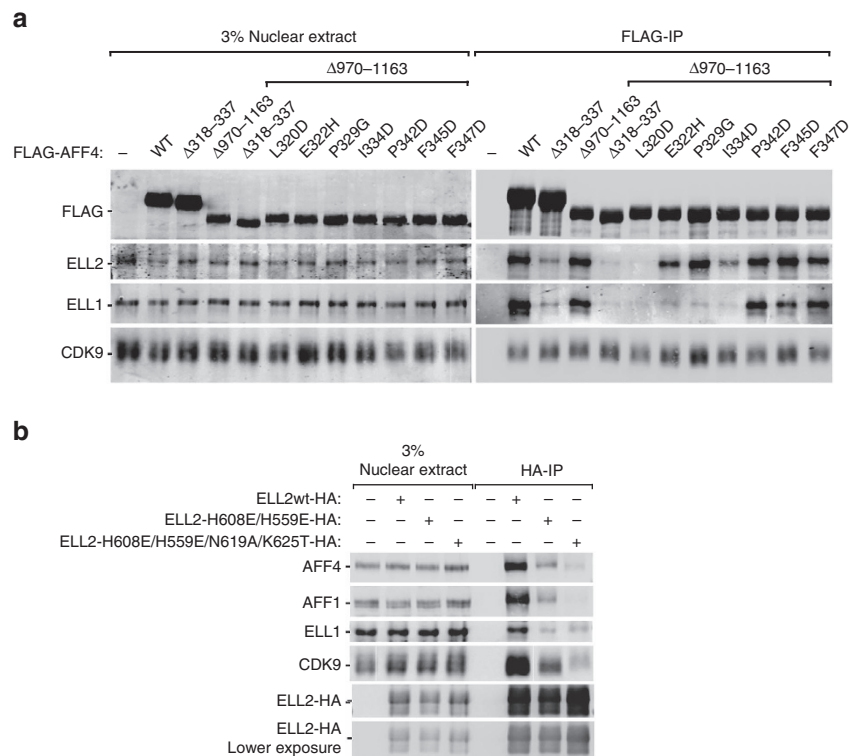 a
3% Nuclear extract
FLAG-IP
Δ970–1163
Δ970–1163
FLAG-AFF4: – WT Δ318-337 Δ970-1163 Δ318-337 L320D E322H P329G I334D P342D F345D F347D – WT Δ318-337 Δ970-1163 Δ318-337 L320D E322H P329G I334D P342D F345D F347D
FLAG
ELL2
ELL1
CDK9
b
3%
Nuclear extract
HA-IP
ELL2wt-HA: – + – – – + – –
ELL2-H608E/H559E-HA: – – + – – – + –
ELL2-H608E/H559E/N619A/K625T-HA: – – – + – – – +
AFF4
AFF1
ELL1
CDK9
ELL2-HA
ELL2-HA
Lower exposure